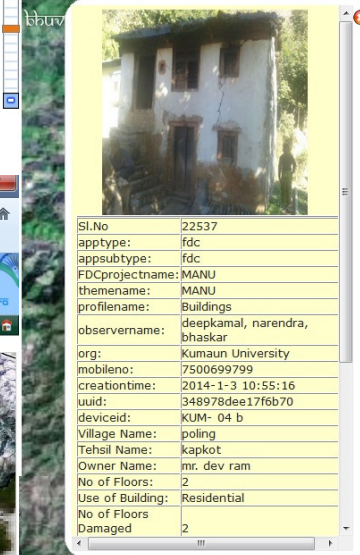 bhuv
Sl.No 22537
apptype: fdc
appsubtype: fdc
FDCprojectname: MANU
themename: MANU
profilename: Buildings
observername: deepkamal, narendra,
bhaskar
org: Kumaun University
mobileno: 7500699799
creationtime: 2014-1-3 10:55:16
uuid: 348978dee17f6b70
deviceid: KUM- 04 b
Village Name: poling
Tehsil Name: kapkot
Owner Name: mr. dev ram
No of Floors: 2
Use of Building: Residential
No of Floors
Damaged 2